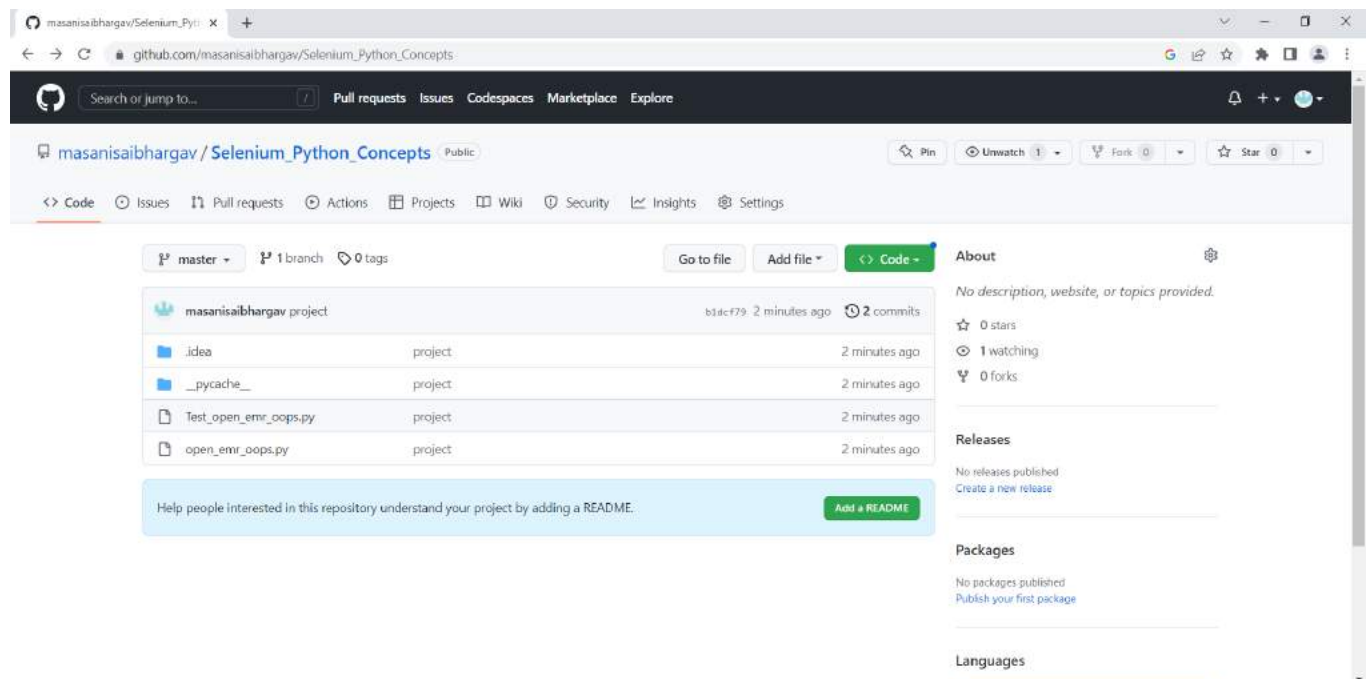 masanisaibhargav/Selenium_Pyt
github.com/masanisaibhargav/Selenium_Python_Concepts
Search or jump to... / Pull requests Issues Codespaces Marketplace Explore
masanisaibhargav / Selenium_Python_Concepts Public Pin Unwatch 1 Fork 0 Star 0
<> Code Issues Pull requests Actions Projects Wiki Security Insights Settings
master 1 branch 0 tags Go to file Add file <> Code
masanisaibhargav project b1dcf79 2 minutes ago 2 commits
.idea project 2 minutes ago
__pycache__ project 2 minutes ago
Test_open_emr_oops.py project 2 minutes ago
open_emr_oops.py project 2 minutes ago
Help people interested in this repository understand your project by adding a README. Add a README
About
No description, website, or topics provided.
0 stars
1 watching
0 forks
Releases
No releases published
Create a new release
Packages
No packages published
Publish your first package
Languages